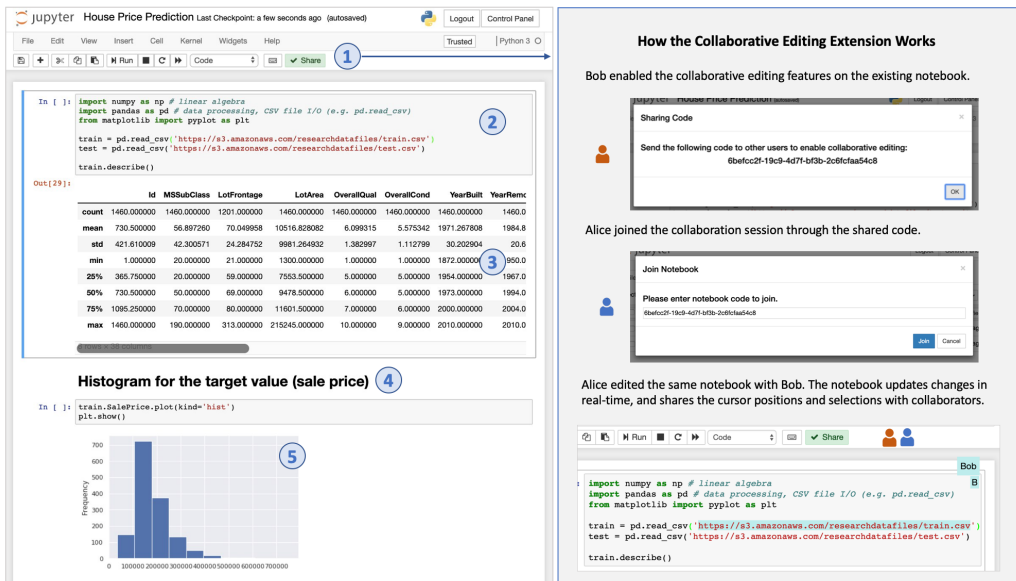 jupyter House Price Prediction Last Checkpoint: a few seconds ago (autosaved) Logout Control Panel
File Edit View Insert Cell Kernel Widgets Help Trusted Python 3
Run Code Share 1
In [ ]: import numpy as np # linear algebra
import pandas as pd # data processing, CSV file I/O (e.g. pd.read_csv)
from matplotlib import pyplot as plt
2
train = pd.read_csv('https://s3.amazonaws.com/researchdatafiles/train.csv')
test = pd.read_csv('https://s3.amazonaws.com/researchdatafiles/test.csv')
train.describe()
Out[29]:
Id MSSubClass LotFrontage LotArea OverallQual OverallCond YearBuilt YearRemo
count 1460.000000 1460.000000 1201.000000 1460.000000 1460.000000 1460.000000 1460.000000 1460.0
mean 730.500000 56.897260 70.049958 10516.828082 6.099315 5.575342 1971.267808 1984.8
std 421.610009 42.300571 24.284752 9981.264932 1.382997 1.112799 30.202904 20.6
min 1.000000 20.000000 21.000000 1300.000000 1.000000 1.000000 1872.000000 1950.0
3
25% 365.750000 20.000000 59.000000 7553.500000 5.000000 5.000000 1954.000000 1967.0
50% 730.500000 50.000000 69.000000 9478.500000 6.000000 5.000000 1973.000000 1994.0
75% 1095.250000 70.000000 80.000000 11601.500000 7.000000 6.000000 2000.000000 2004.0
max 1460.000000 190.000000 313.000000 215245.000000 10.000000 9.000000 2010.000000 2010.0
Histogram for the target value (sale price) 4
In [ ]: train.SalePrice.plot(kind='hist')
plt.show()
5
700
600
500
400
300
200
100
0
Frequency
0 100000 200000 300000 400000 500000 600000 700000
How the Collaborative Editing Extension Works
Bob enabled the collaborative editing features on the existing notebook.
Sharing Code ×
Send the following code to other users to enable collaborative editing:
6befcc2f-19c9-4d7f-bf3b-2c6fcfaa54c8
OK
Alice joined the collaboration session through the shared code.
Join Notebook ×
Please enter notebook code to join.
6befcc2f-19c9-4d7f-bf3b-2c6fcfaa54c8
Join Cancel
Alice edited the same notebook with Bob. The notebook updates changes in
real-time, and shares the cursor positions and selections with collaborators.
Run Code Share
Bob
B
: import numpy as np # linear algebra
import pandas as pd # data processing, CSV file I/O (e.g. pd.read_csv)
from matplotlib import pyplot as plt
train = pd.read_csv('https://s3.amazonaws.com/researchdatafiles/train.csv')
test = pd.read_csv('https://s3.amazonaws.com/researchdatafiles/test.csv')
train.describe()